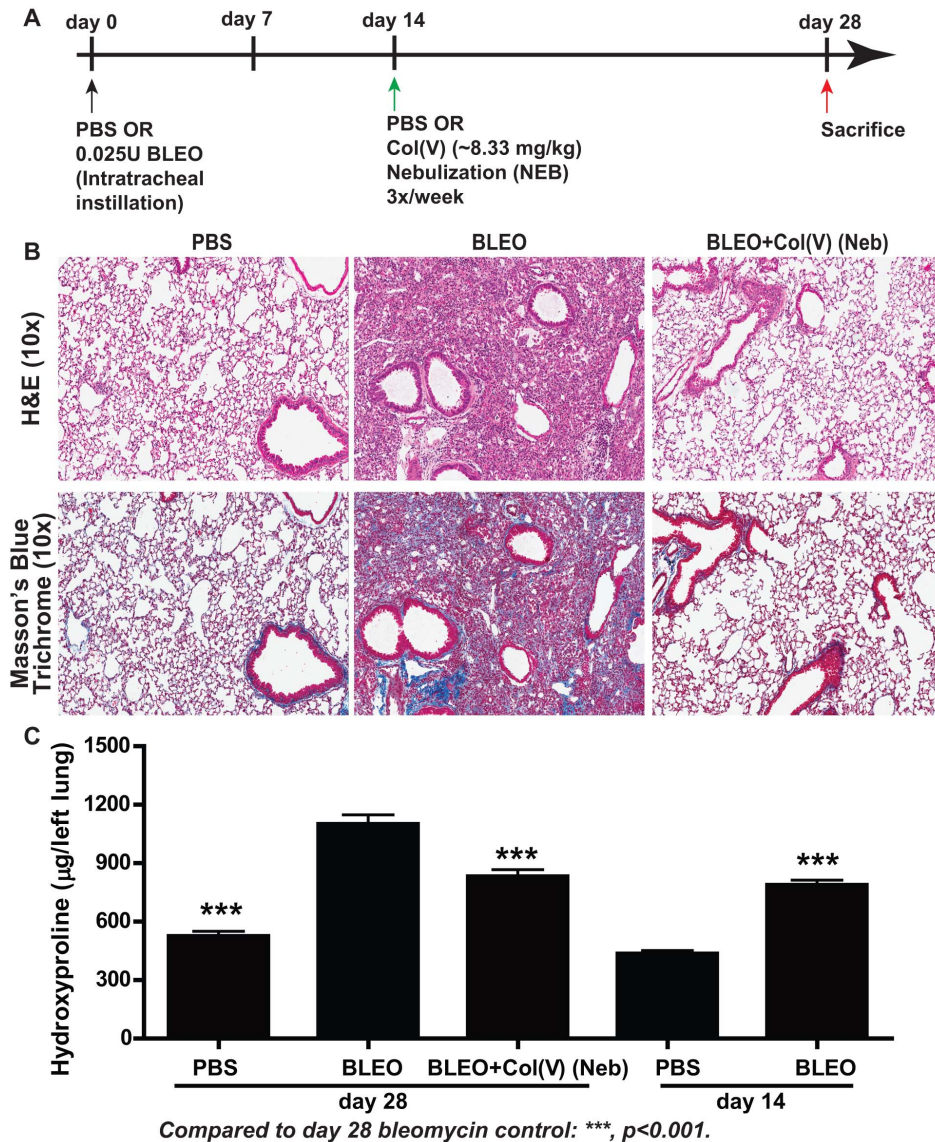 A
day 0
day 7
day 14
day 28
PBS OR
0.025U BLEO
(Intratracheal
instillation)
PBS OR
Col(V) (~8.33 mg/kg)
Nebulization (NEB)
3x/week
Sacrifice
B
PBS
BLEO
BLEO+Col(V) (Neb)
H&E (10x)
Masson's Blue
Trichrome (10x)
C
Hydroxyproline (μg/left lung)
1500
1200
900
600
300
0
***
***
***
PBS
BLEO
BLEO+Col(V) (Neb)
PBS
BLEO
day 28
day 14
Compared to day 28 bleomycin control: ***, p<0.001.